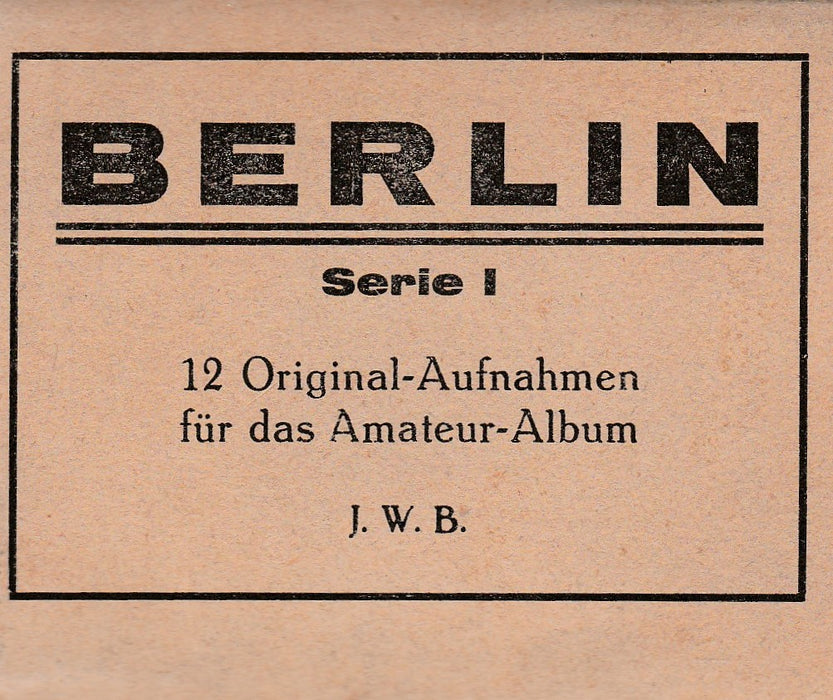 BERLIN
Serie I
12 Original-Aufnahmen
für das Amateur-Album
J. W. B.